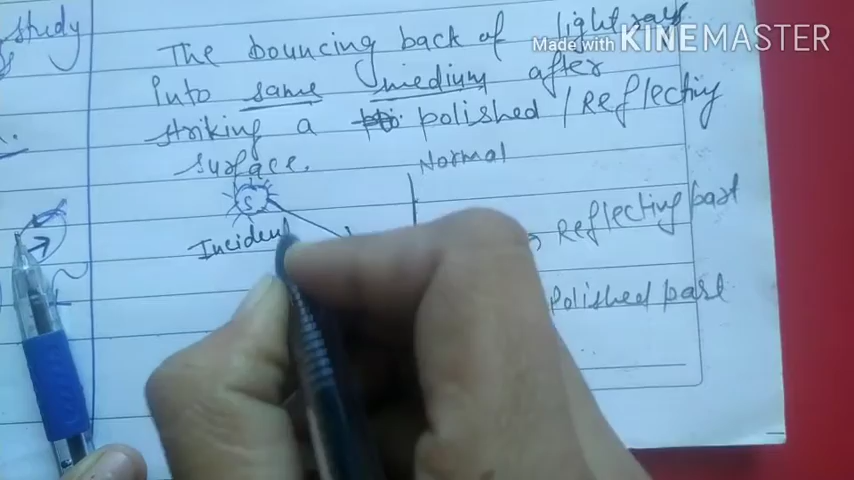 study
Made with KINEMASTER
The bouncing back of light rays
into same medium after
striking a polished / Reflecting
surface.
Normal
S
Reflecting part
Incident
Polished part